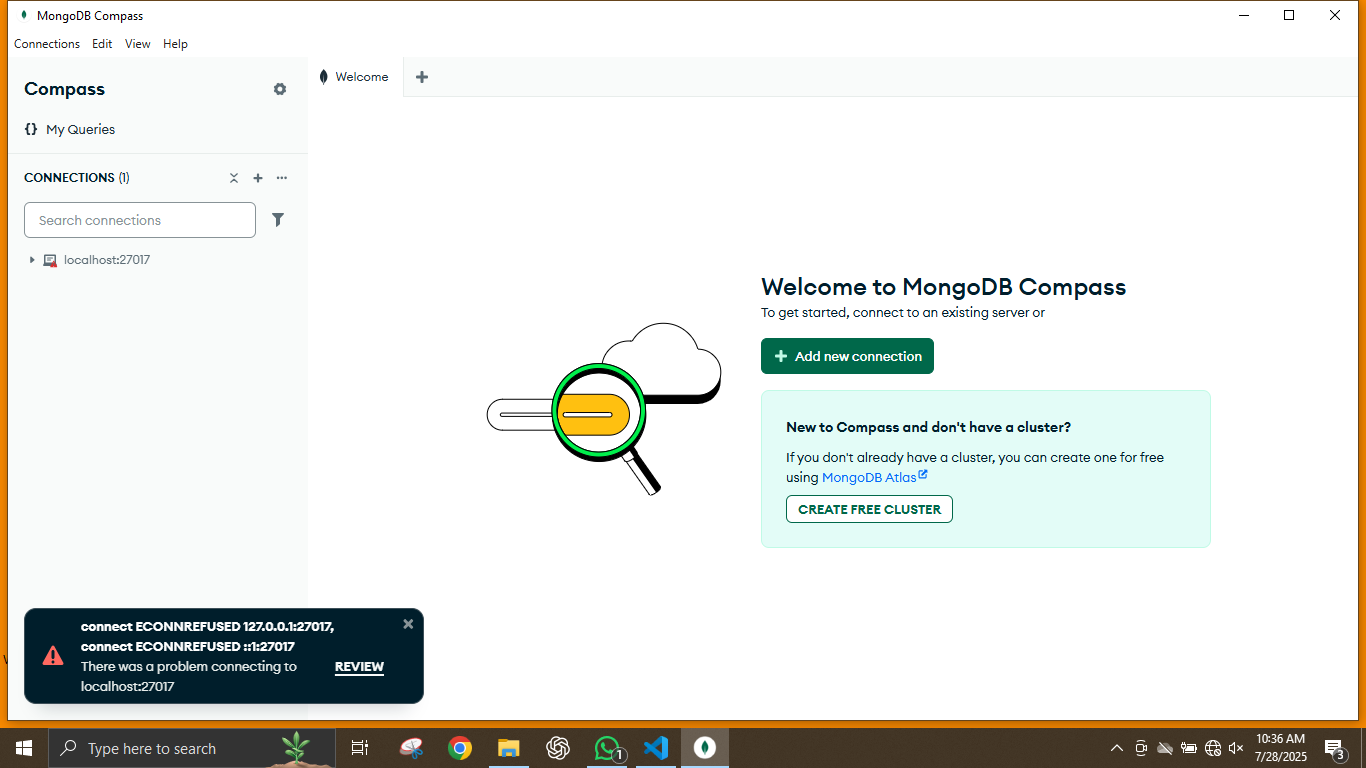 MongoDB Compass
Connections Edit View Help
Compass
{} My Queries
CONNECTIONS (1)
Search connections
localhost:27017
Welcome
Welcome to MongoDB Compass
To get started, connect to an existing server or
Add new connection
New to Compass and don't have a cluster?
If you don't already have a cluster, you can create one for free
using MongoDB Atlas
CREATE FREE CLUSTER
connect ECONNREFUSED 127.0.0.1:27017,
connect ECONNREFUSED ::1:27017
There was a problem connecting to
localhost:27017
REVIEW
Type here to search
1
10:36 AM
7/28/2025
3